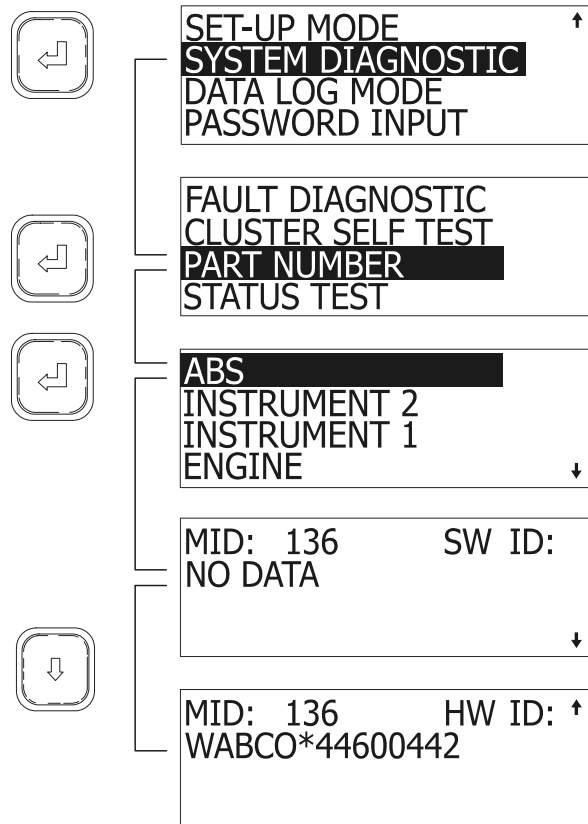 SET-UP MODE
SYSTEM DIAGNOSTIC
DATA LOG MODE
PASSWORD INPUT
FAULT DIAGNOSTIC
CLUSTER SELF TEST
PART NUMBER
STATUS TEST
ABS
INSTRUMENT 2
INSTRUMENT 1
ENGINE
MID: 136 SW ID:
NO DATA
MID: 136 HW ID:
WABCO*44600442